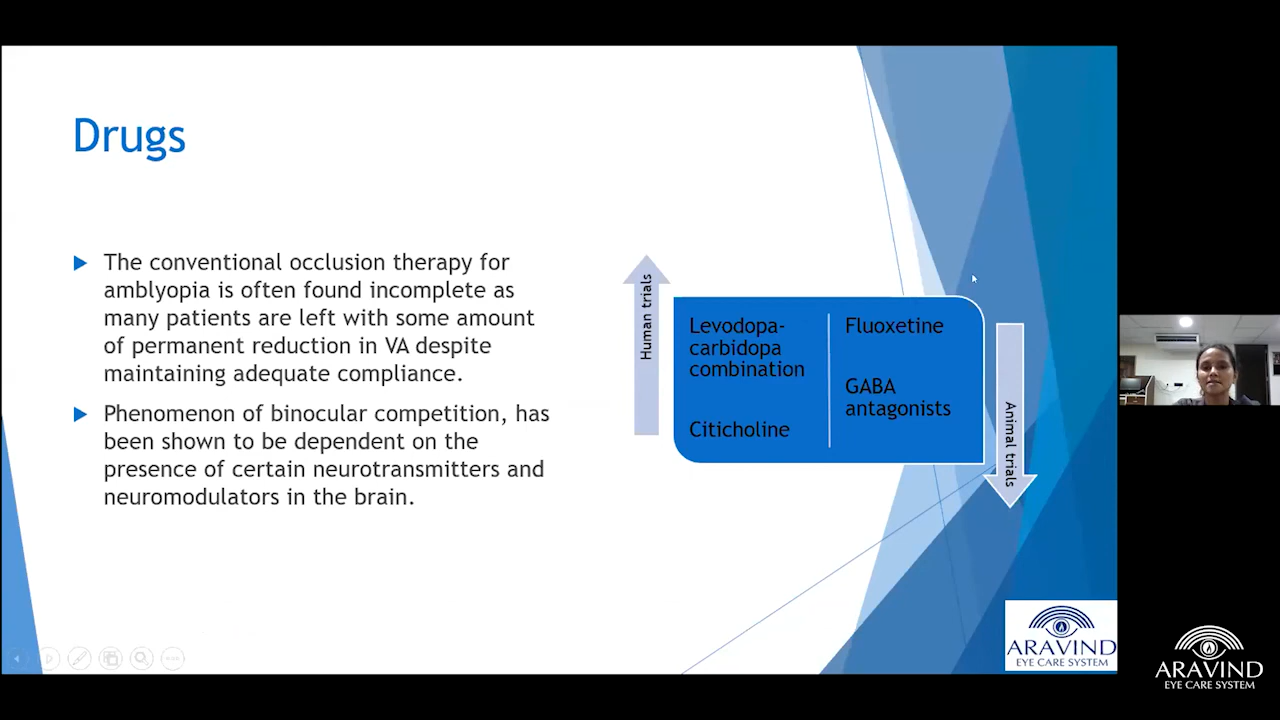 Drugs
The conventional occlusion therapy for
amblyopia is often found incomplete as
many patients are left with some amount
of permanent reduction in VA despite
maintaining adequate compliance.
Phenomenon of binocular competition, has
been shown to be dependent on the
presence of certain neurotransmitters and
neuromodulators in the brain.
Human trials
Levodopa-
carbidopa
combination
Citicholine
Fluoxetine
GABA
antagonists
Animal trials
ARAVIND
EYE CARE SYSTEM
ARAVIND
EYE CARE SYSTEM